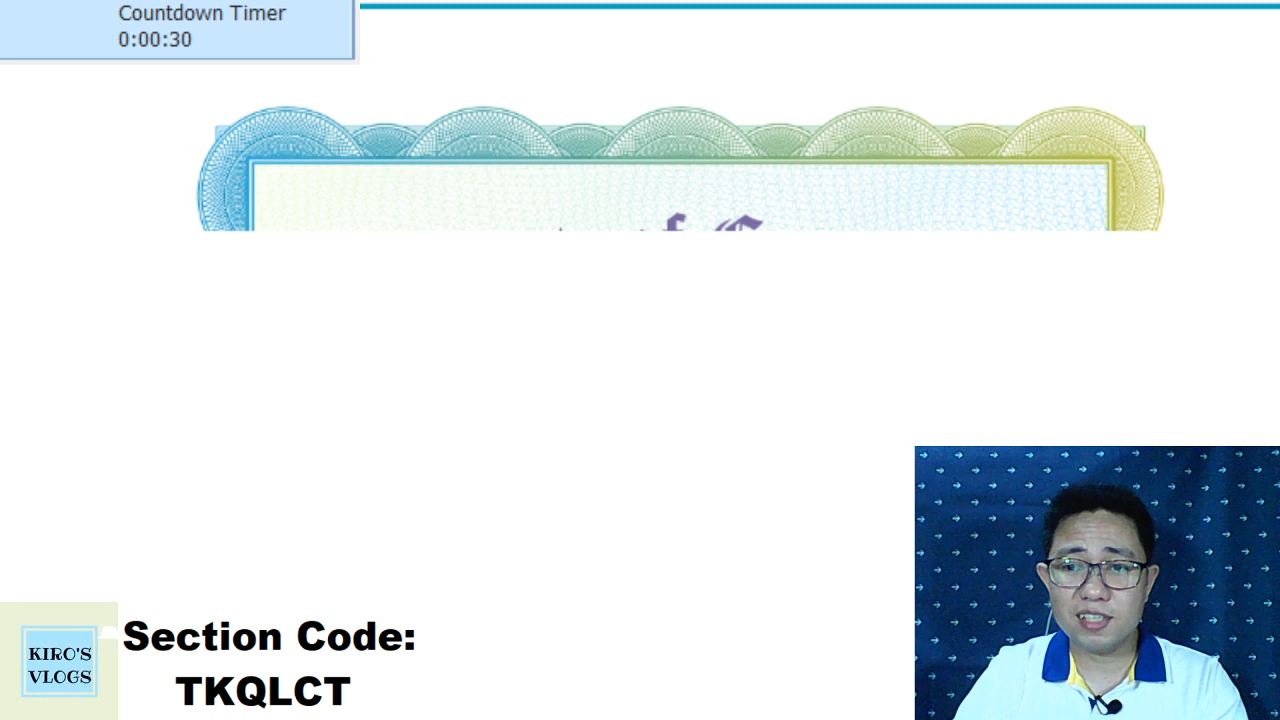 Countdown Timer
0:00:30
KIRO'S
VLOGS
Section Code:
TKQLCT